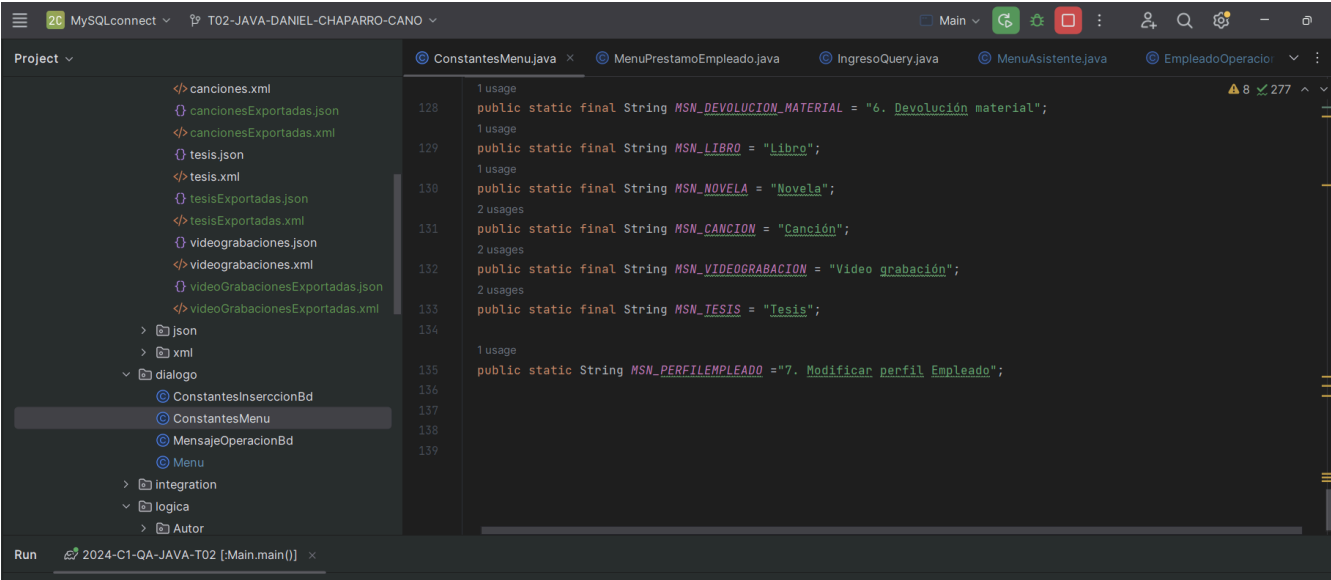 2C MySQLconnect T02-JAVA-DANIEL-CHAPARRO-CANO Main
Project
canciones.xml
cancionesExportadas.json
cancionesExportadas.xml
tesis.json
tesis.xml
tesisExportadas.json
tesisExportadas.xml
videograbaciones.json
videograbaciones.xml
videoGrabacionesExportadas.json
videoGrabacionesExportadas.xml
json
xml
dialogo
ConstantesInserccionBd
ConstantesMenu
MensajeOperacionBd
Menu
integration
logica
Autor
ConstantesMenu.java MenuPrestamoEmpleado.java IngresoQuery.java MenuAsistente.java EmpleadoOperacio
8 277
1 usage
128 public static final String MSN_DEVOLUCION_MATERIAL = "6. Devolución material";
1 usage
129 public static final String MSN_LIBRO = "Libro";
1 usage
130 public static final String MSN_NOVELA = "Novela";
2 usages
131 public static final String MSN_CANCION = "Canción";
2 usages
132 public static final String MSN_VIDEOGRABACION = "Video grabación";
2 usages
133 public static final String MSN_TESIS = "Tesis";
134
1 usage
135 public static String MSN_PERFILEMPLEADO ="7. Modificar perfil Empleado";
136
137
138
139
Run 2024-C1-QA-JAVA-T02 [:Main.main()]